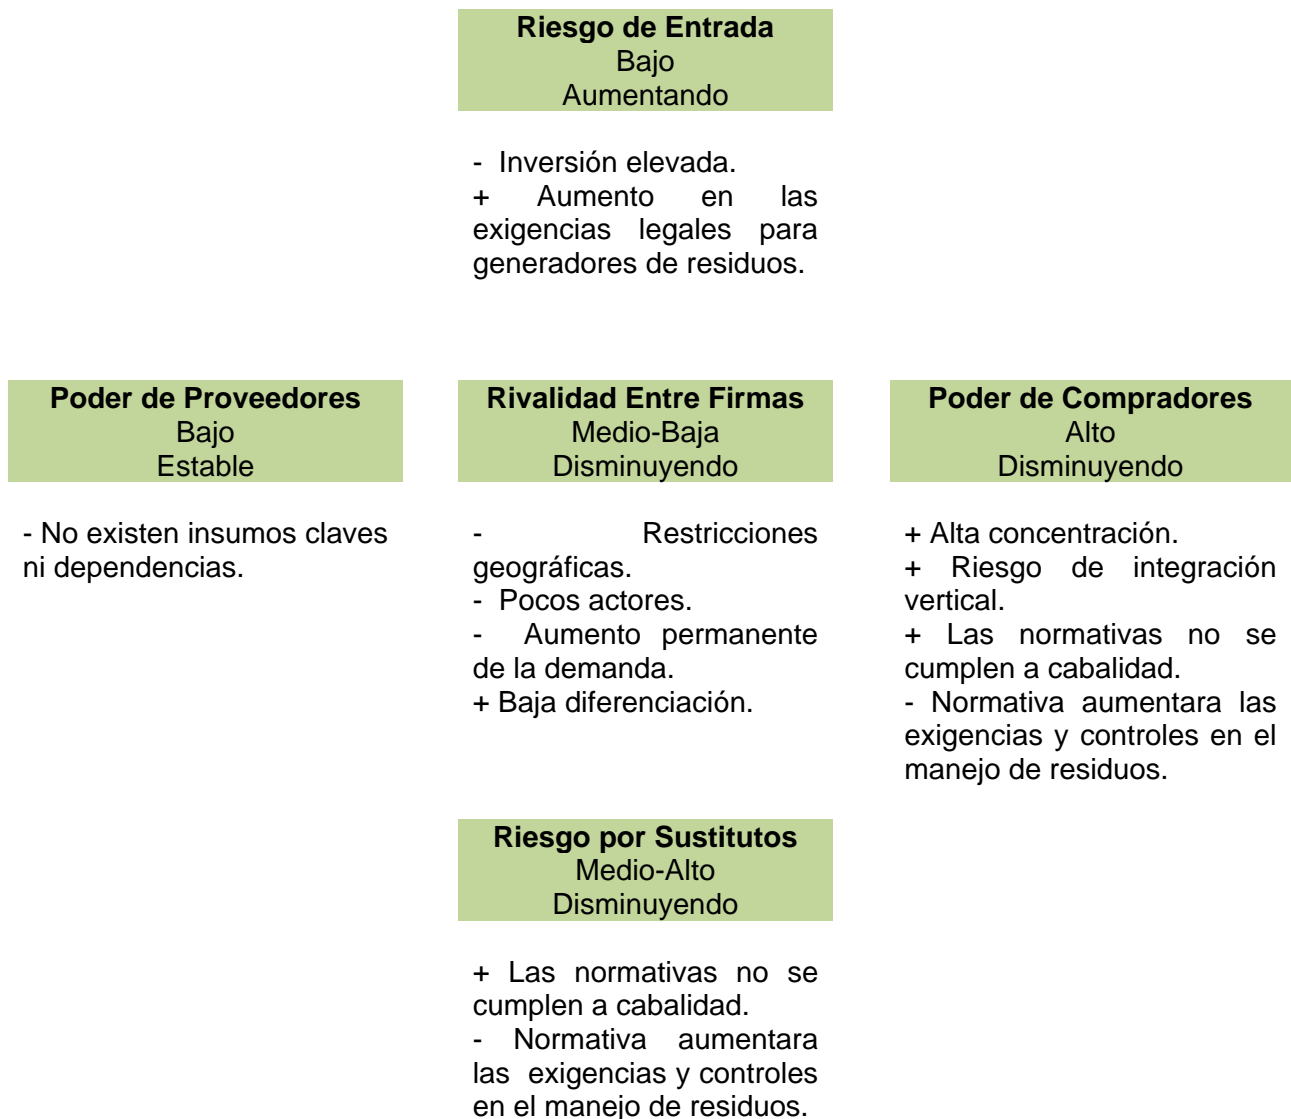 Riesgo de Entrada
Bajo
Aumentando
- Inversión elevada.
+ Aumento en las
exigencias legales para
generadores de residuos.
Poder de Proveedores
Bajo
Estable
- No existen insumos claves
ni dependencias.
Rivalidad Entre Firmas
Medio-Baja
Disminuyendo
- Restricciones
geográficas.
- Pocos actores.
- Aumento permanente
de la demanda.
+ Baja diferenciación.
Poder de Compradores
Alto
Disminuyendo
+ Alta concentración.
+ Riesgo de integración
vertical.
+ Las normativas no se
cumplen a cabalidad.
- Normativa aumentara las
exigencias y controles en el
manejo de residuos.
Riesgo por Sustitutos
Medio-Alto
Disminuyendo
+ Las normativas no se
cumplen a cabalidad.
- Normativa aumentara
las exigencias y controles
en el manejo de residuos.